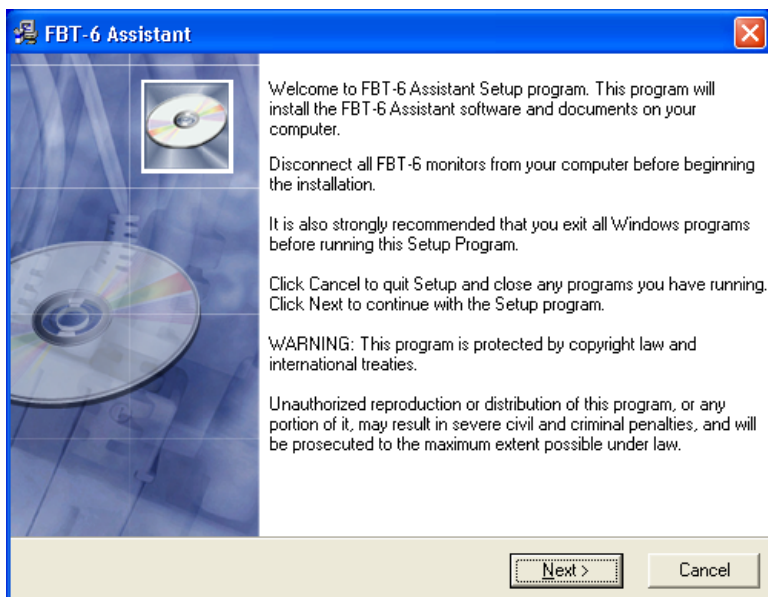 FBT-6 Assistant
Welcome to FBT-6 Assistant Setup program. This program will
install the FBT-6 Assistant software and documents on your
computer.
Disconnect all FBT-6 monitors from your computer before beginning
the installation.
It is also strongly recommended that you exit all Windows programs
before running this Setup Program.
Click Cancel to quit Setup and close any programs you have running.
Click Next to continue with the Setup program.
WARNING: This program is protected by copyright law and
international treaties.
Unauthorized reproduction or distribution of this program, or any
portion of it, may result in severe civil and criminal penalties, and will
be prosecuted to the maximum extent possible under law.
Next >
Cancel